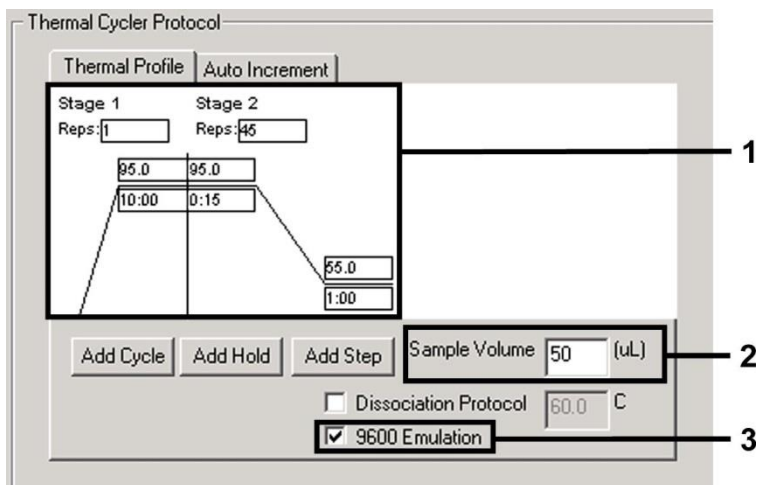 Thermal Cycler Protocol
Thermal Profile Auto Increment
Stage 1 Stage 2
Reps:1 Reps:45
95.0 95.0
10:00 0:15
55.0
1:00
1
Add Cycle Add Hold Add Step Sample Volume 50 (uL)
2
Dissociation Protocol 60.0 C
9600 Emulation
3